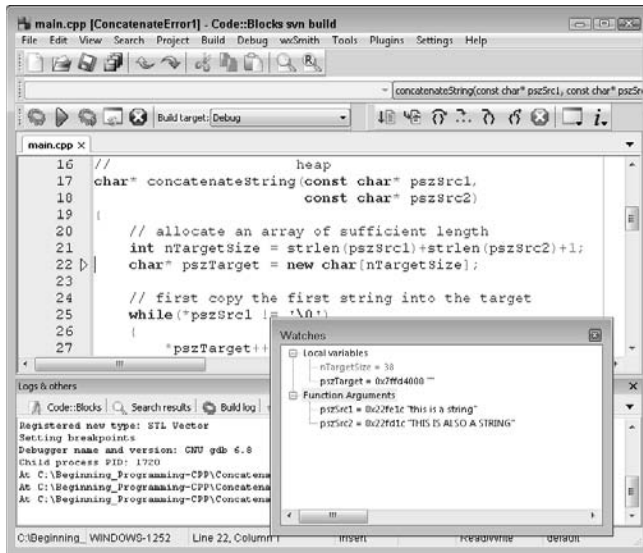 main.cpp [ConcatenateError1] - Code::Blocks svn build
File Edit View Search Project Build Debug wxSmith Tools Plugins Settings Help
concatenateString(const char* pszSrc1, const char* pszSrc
Build target: Debug
main.cpp ×
16 // heap
17 char* concatenateString(const char* pszSrc1,
18 const char* pszSrc2)
19 {
20 // allocate an array of sufficient length
21 int nTargetSize = strlen(pszSrc1)+strlen(pszSrc2)+1;
22 char* pszTarget = new char[nTargetSize];
23
24 // first copy the first string into the target
25 while(*pszSrc1 != '\0')
26 {
27 *pszTarget++
Watches
Local variables
nTargetSize = 38
pszTarget = 0x7ffd4000 ""
Function Arguments
pszSrc1 = 0x22fe1c "this is a string"
pszSrc2 = 0x22fd1c "THIS IS ALSO A STRING"
Logs & others
Code::Blocks Search results Build log
Registered new type: STL Vector
Setting breakpoints
Debugger name and version: GNU gdb 6.8
Child process PID: 1720
At C:\Beginning_Programming-CPP\Concatena
At C:\Beginning_Programming-CPP\Concatena
At C:\Beginning_Programming-CPP\Concatena
C:\Beginning_ WINDOWS-1252 Line 22, Column 1 Insert Read/Write default